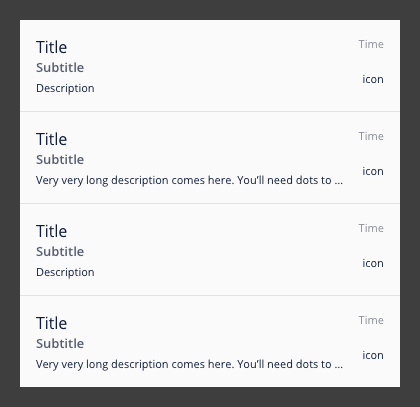 Title
Time
Subtitle
icon
Description
Title
Time
Subtitle
icon
Very very long description comes here. You'll need dots to ...
Title
Time
Subtitle
icon
Description
Title
Time
Subtitle
icon
Very very long description comes here. You'll need dots to ...